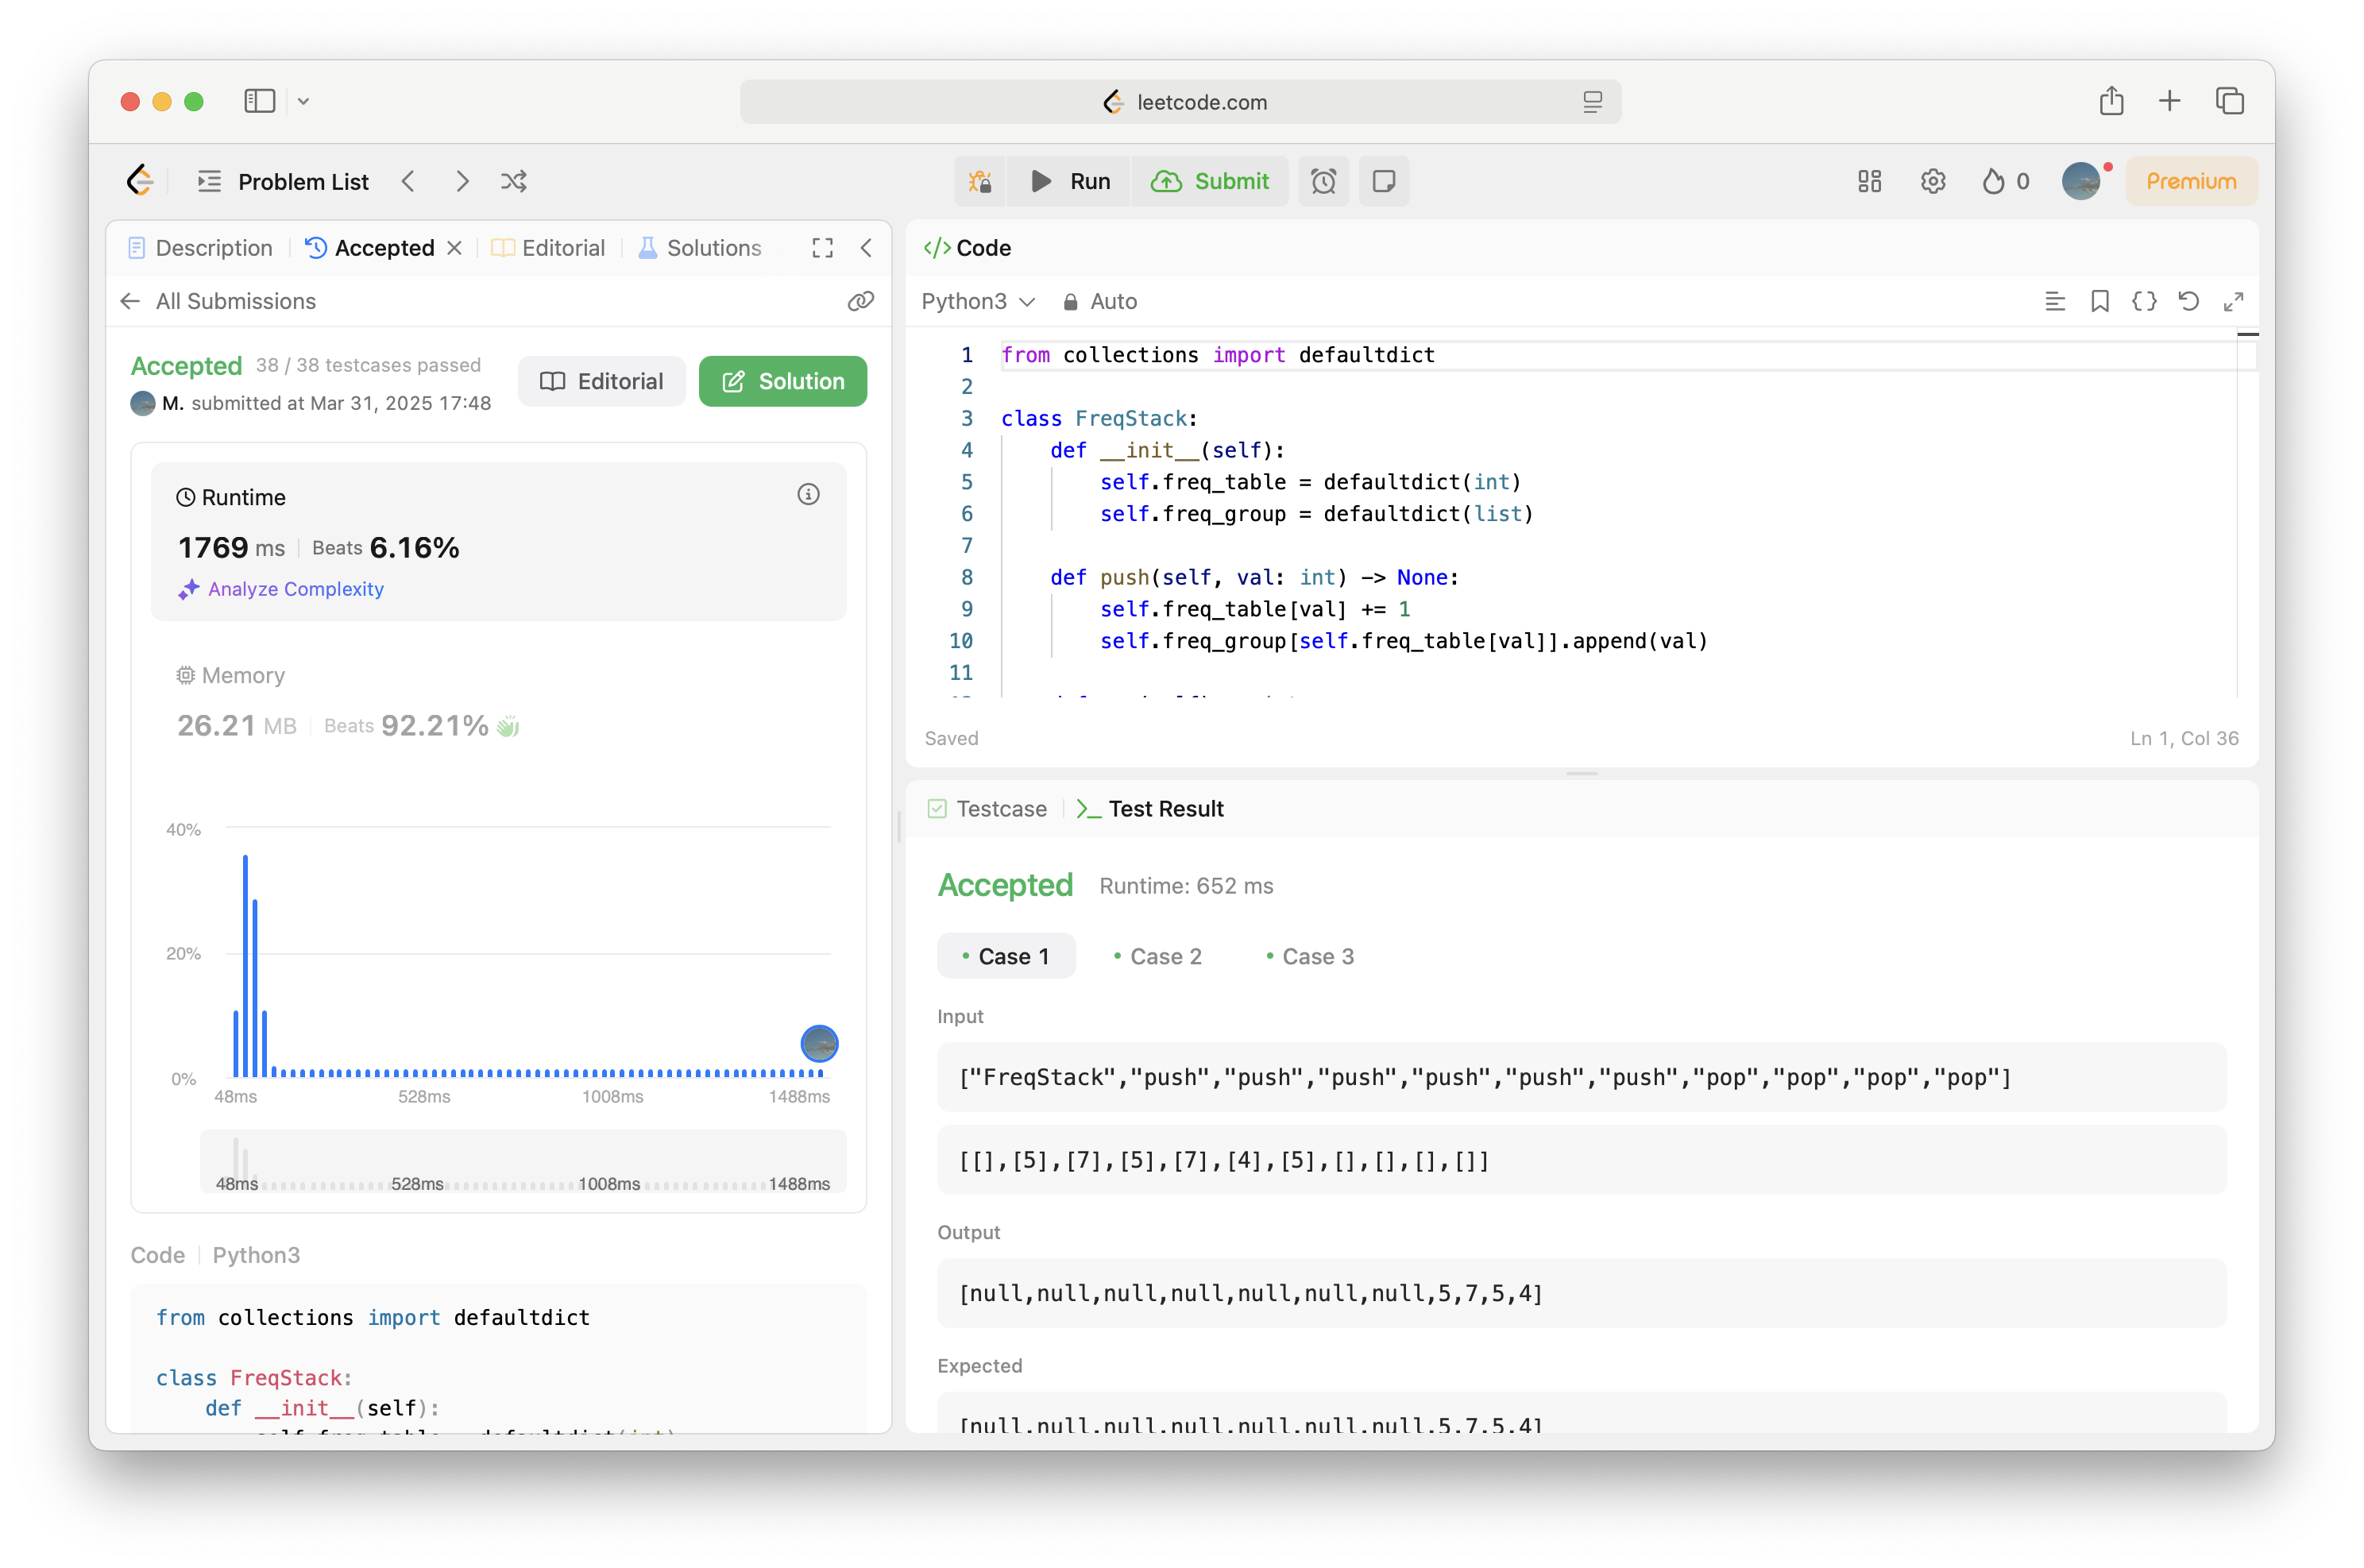 leetcode.com
Problem List
Run
Submit
0
Premium
Description
Accepted
Editorial
Solutions
All Submissions
Accepted 38 / 38 testcases passed
M. submitted at Mar 31, 2025 17:48
Editorial
Solution
Runtime
1769 ms Beats 6.16%
Analyze Complexity
Memory
26.21 MB Beats 92.21%
40%
20%
0%
48ms 528ms 1008ms 1488ms
48ms 528ms 1008ms 1488ms
Code Python3
from collections import defaultdict
class FreqStack:
def __init__(self):
self.freq_table = defaultdict(int)
</> Code
Python3 Auto
1 from collections import defaultdict
2
3 class FreqStack:
4 def __init__(self):
5 self.freq_table = defaultdict(int)
6 self.freq_group = defaultdict(list)
7
8 def push(self, val: int) -> None:
9 self.freq_table[val] += 1
10 self.freq_group[self.freq_table[val]].append(val)
11
Saved
Ln 1, Col 36
Testcase
>_ Test Result
Accepted Runtime: 652 ms
• Case 1 • Case 2 • Case 3
Input
["FreqStack","push","push","push","push","push","push","pop","pop","pop","pop"]
[[],[5],[7],[5],[7],[4],[5],[],[],[],[]]
Output
[null,null,null,null,null,null,null,5,7,5,4]
Expected
[null,null,null,null,null,null,null,5,7,5,4]